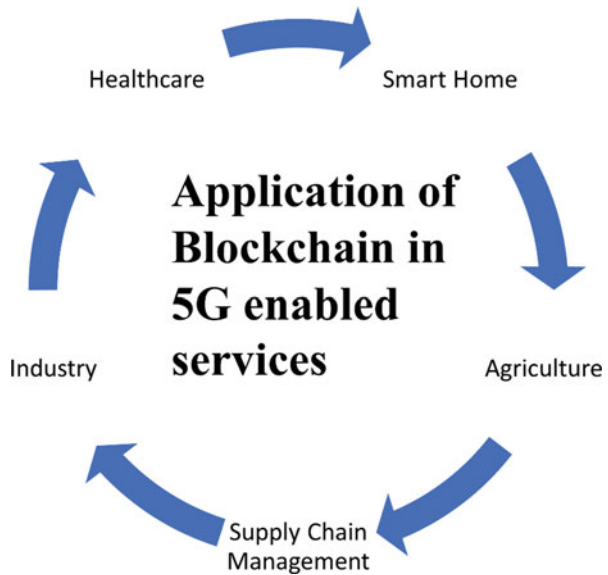 Healthcare
Smart Home
Application of
Blockchain in
5G enabled
services
Industry
Agriculture
Supply Chain
Management